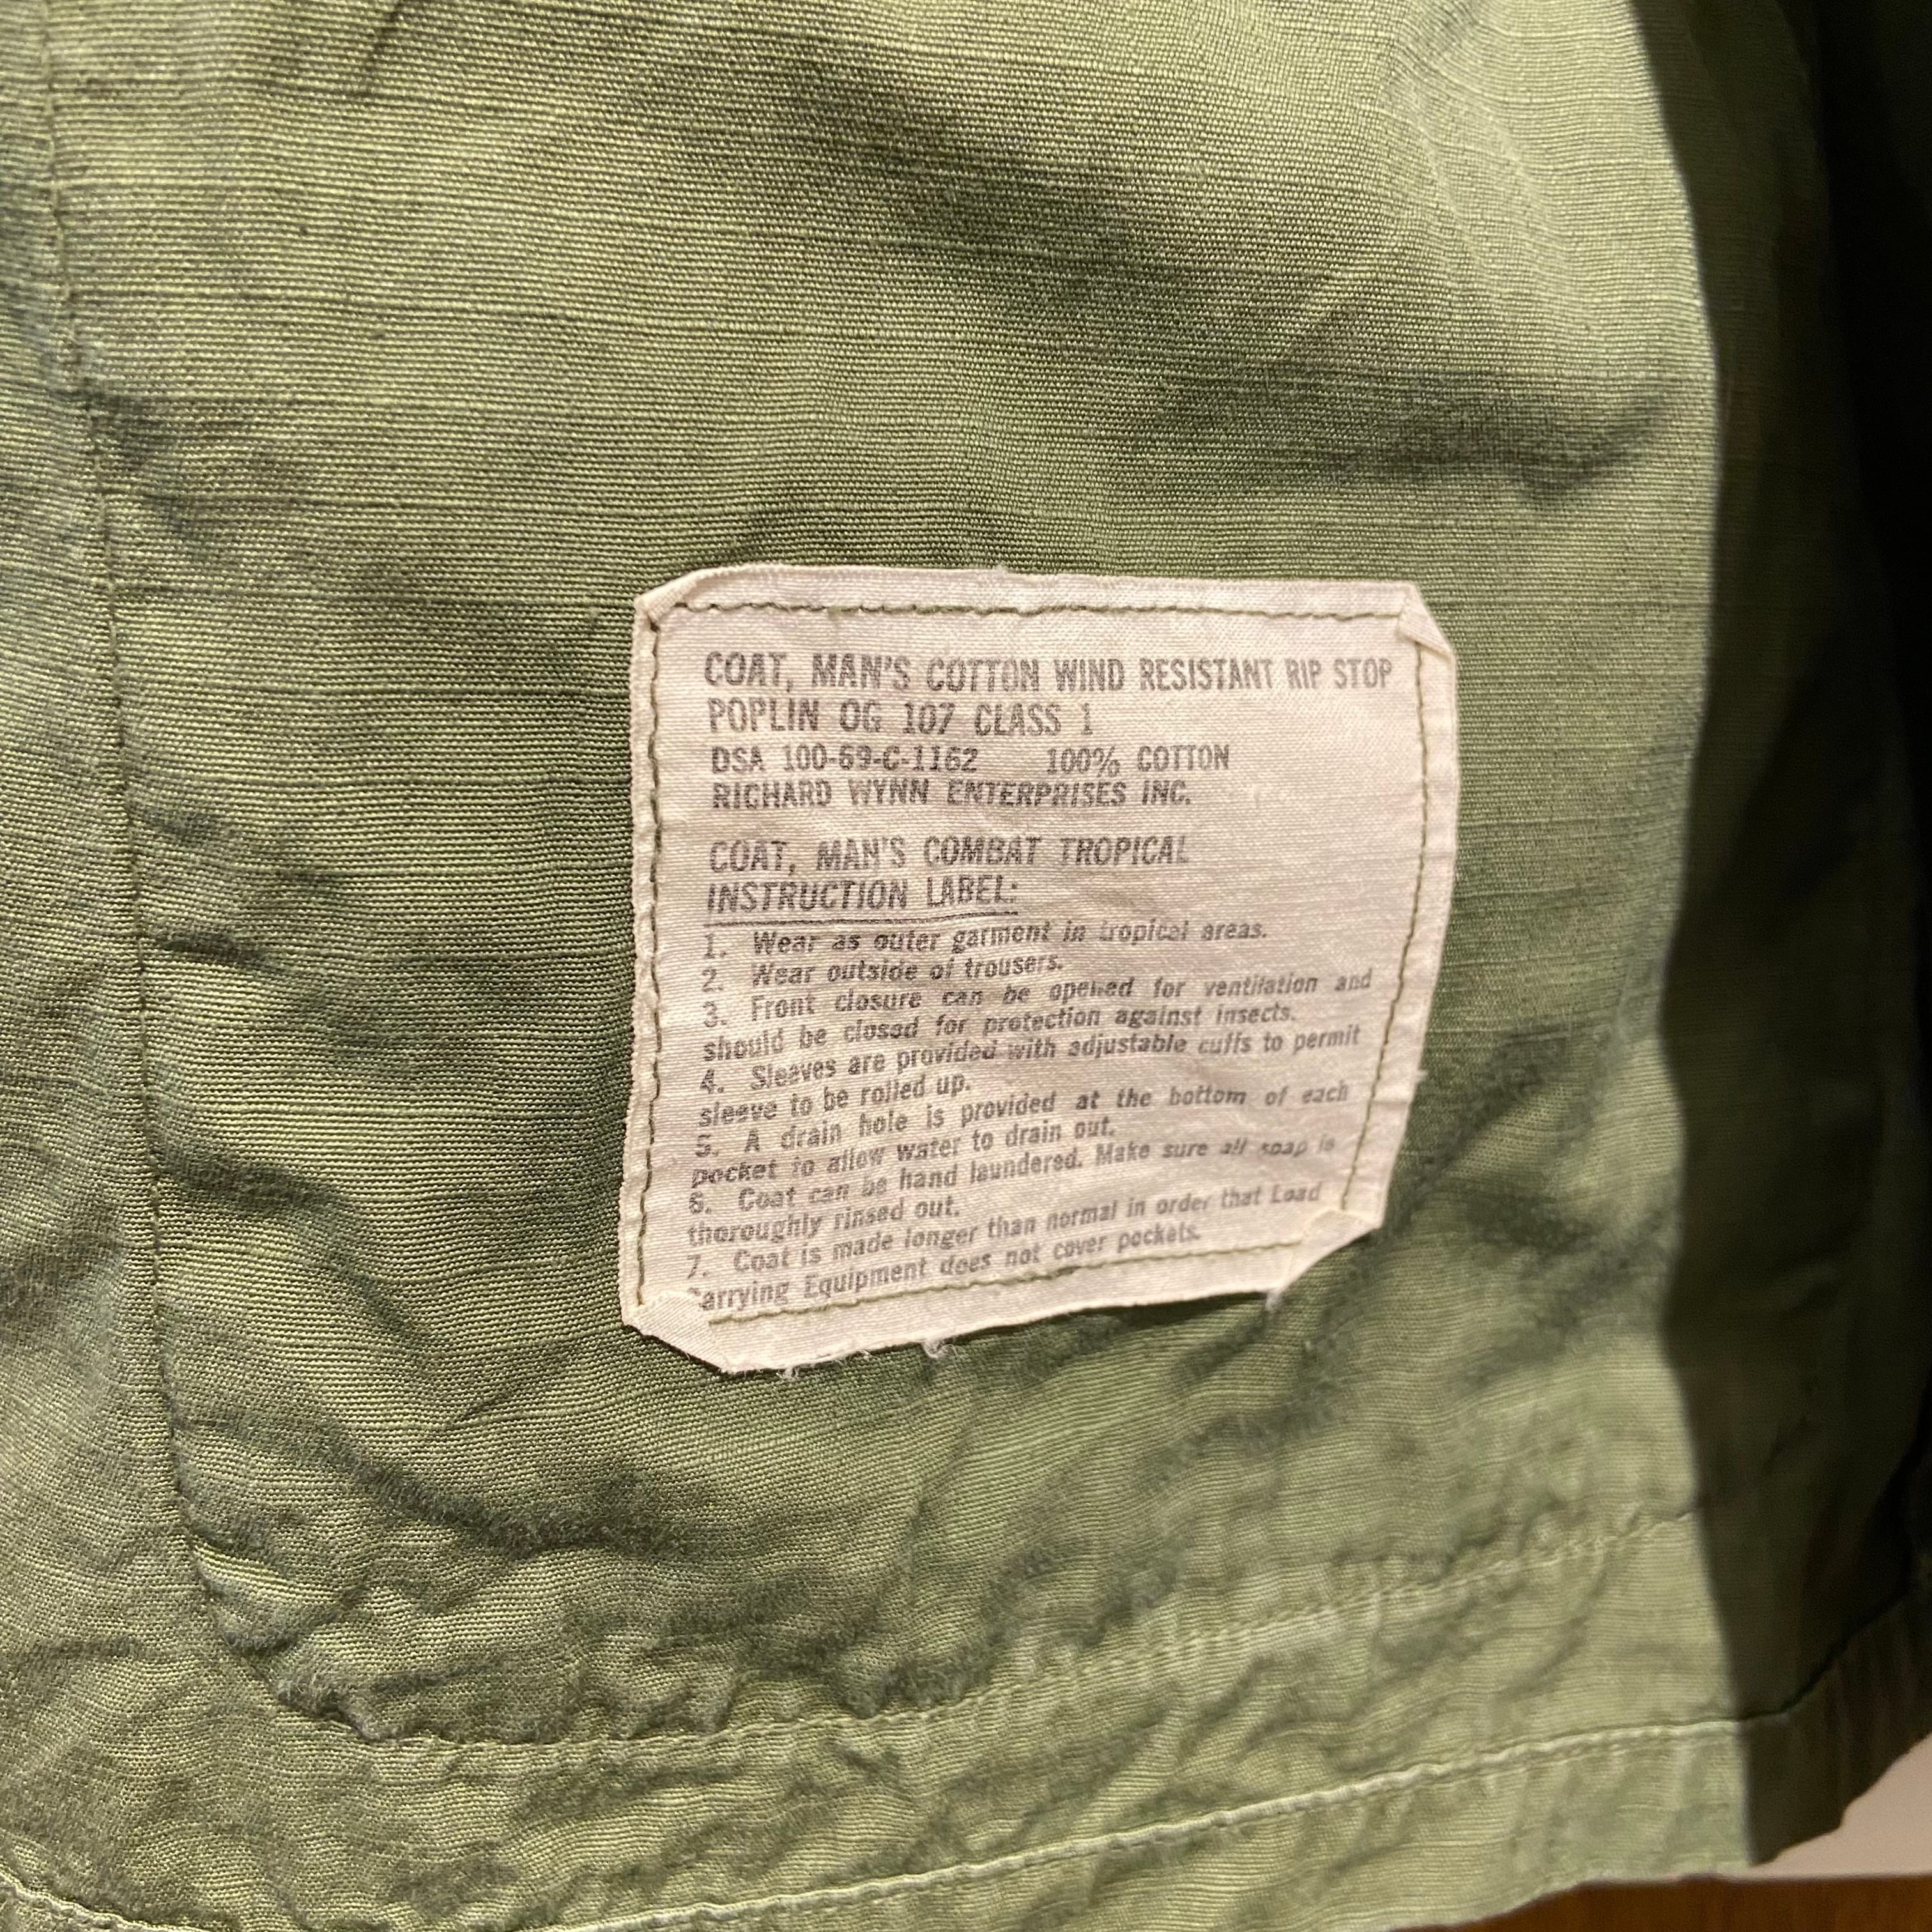 COAT, MAN'S COTTON WIND RESISTANT RIP STOP
POPLIN OG 107 CLASS 1
DSA 100-69-C-1162 100% COTTON
RICHARD WYNN ENTERPRISES INC.
COAT, MAN'S COMBAT TROPICAL
INSTRUCTION LABEL:
1. Wear as outer garment in tropical areas.
2. Wear outside of trousers.
3. Front closure can be opened for ventilation and
should be closed for protection against insects.
4. Sleeves are provided with adjustable cuffs to permit
sleeve to be rolled up.
5. A drain hole is provided at the bottom of each
pocket to allow water to drain out.
6. Coat can be hand laundered. Make sure all soap is
thoroughly rinsed out.
7. Coat is made longer than normal in order that Load
Carrying Equipment does not cover pockets.